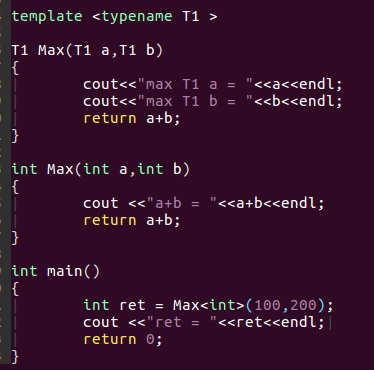 template <typename T1 >
T1 Max(T1 a,T1 b)
{
cout<<"max T1 a = "<<a<<endl;
cout<<"max T1 b = "<<b<<endl;
return a+b;
}
int Max(int a,int b)
{
cout <<"a+b = "<<a+b<<endl;
return a+b;
}
int main()
{
int ret = Max<int>(100,200);
cout <<"ret = "<<ret<<endl;
return 0;
}